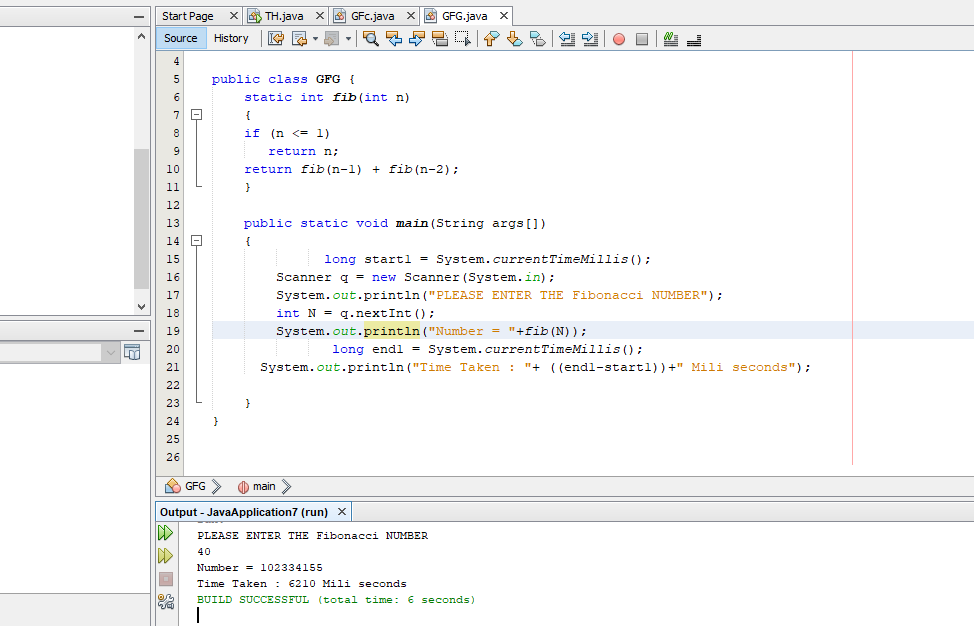 Start Page TH.java GFc.java GFG.java
Source History
4
5 public class GFG {
6 static int fib(int n)
7 {
8 if (n <= 1)
9 return n;
10 return fib(n-1) + fib(n-2);
11 }
12
13 public static void main(String args[])
14 {
15 long start1 = System.currentTimeMillis();
16 Scanner q = new Scanner(System.in);
17 System.out.println("PLEASE ENTER THE Fibonacci NUMBER");
18 int N = q.nextInt();
19 System.out.println("Number = "+fib(N));
20 long end1 = System.currentTimeMillis();
21 System.out.println("Time Taken : "+ ((end1-start1))+" Mili seconds");
22
23 }
24 }
25
26
GFG main
Output - JavaApplication7 (run)
PLEASE ENTER THE Fibonacci NUMBER
40
Number = 102334155
Time Taken : 6210 Mili seconds
BUILD SUCCESSFUL (total time: 6 seconds)